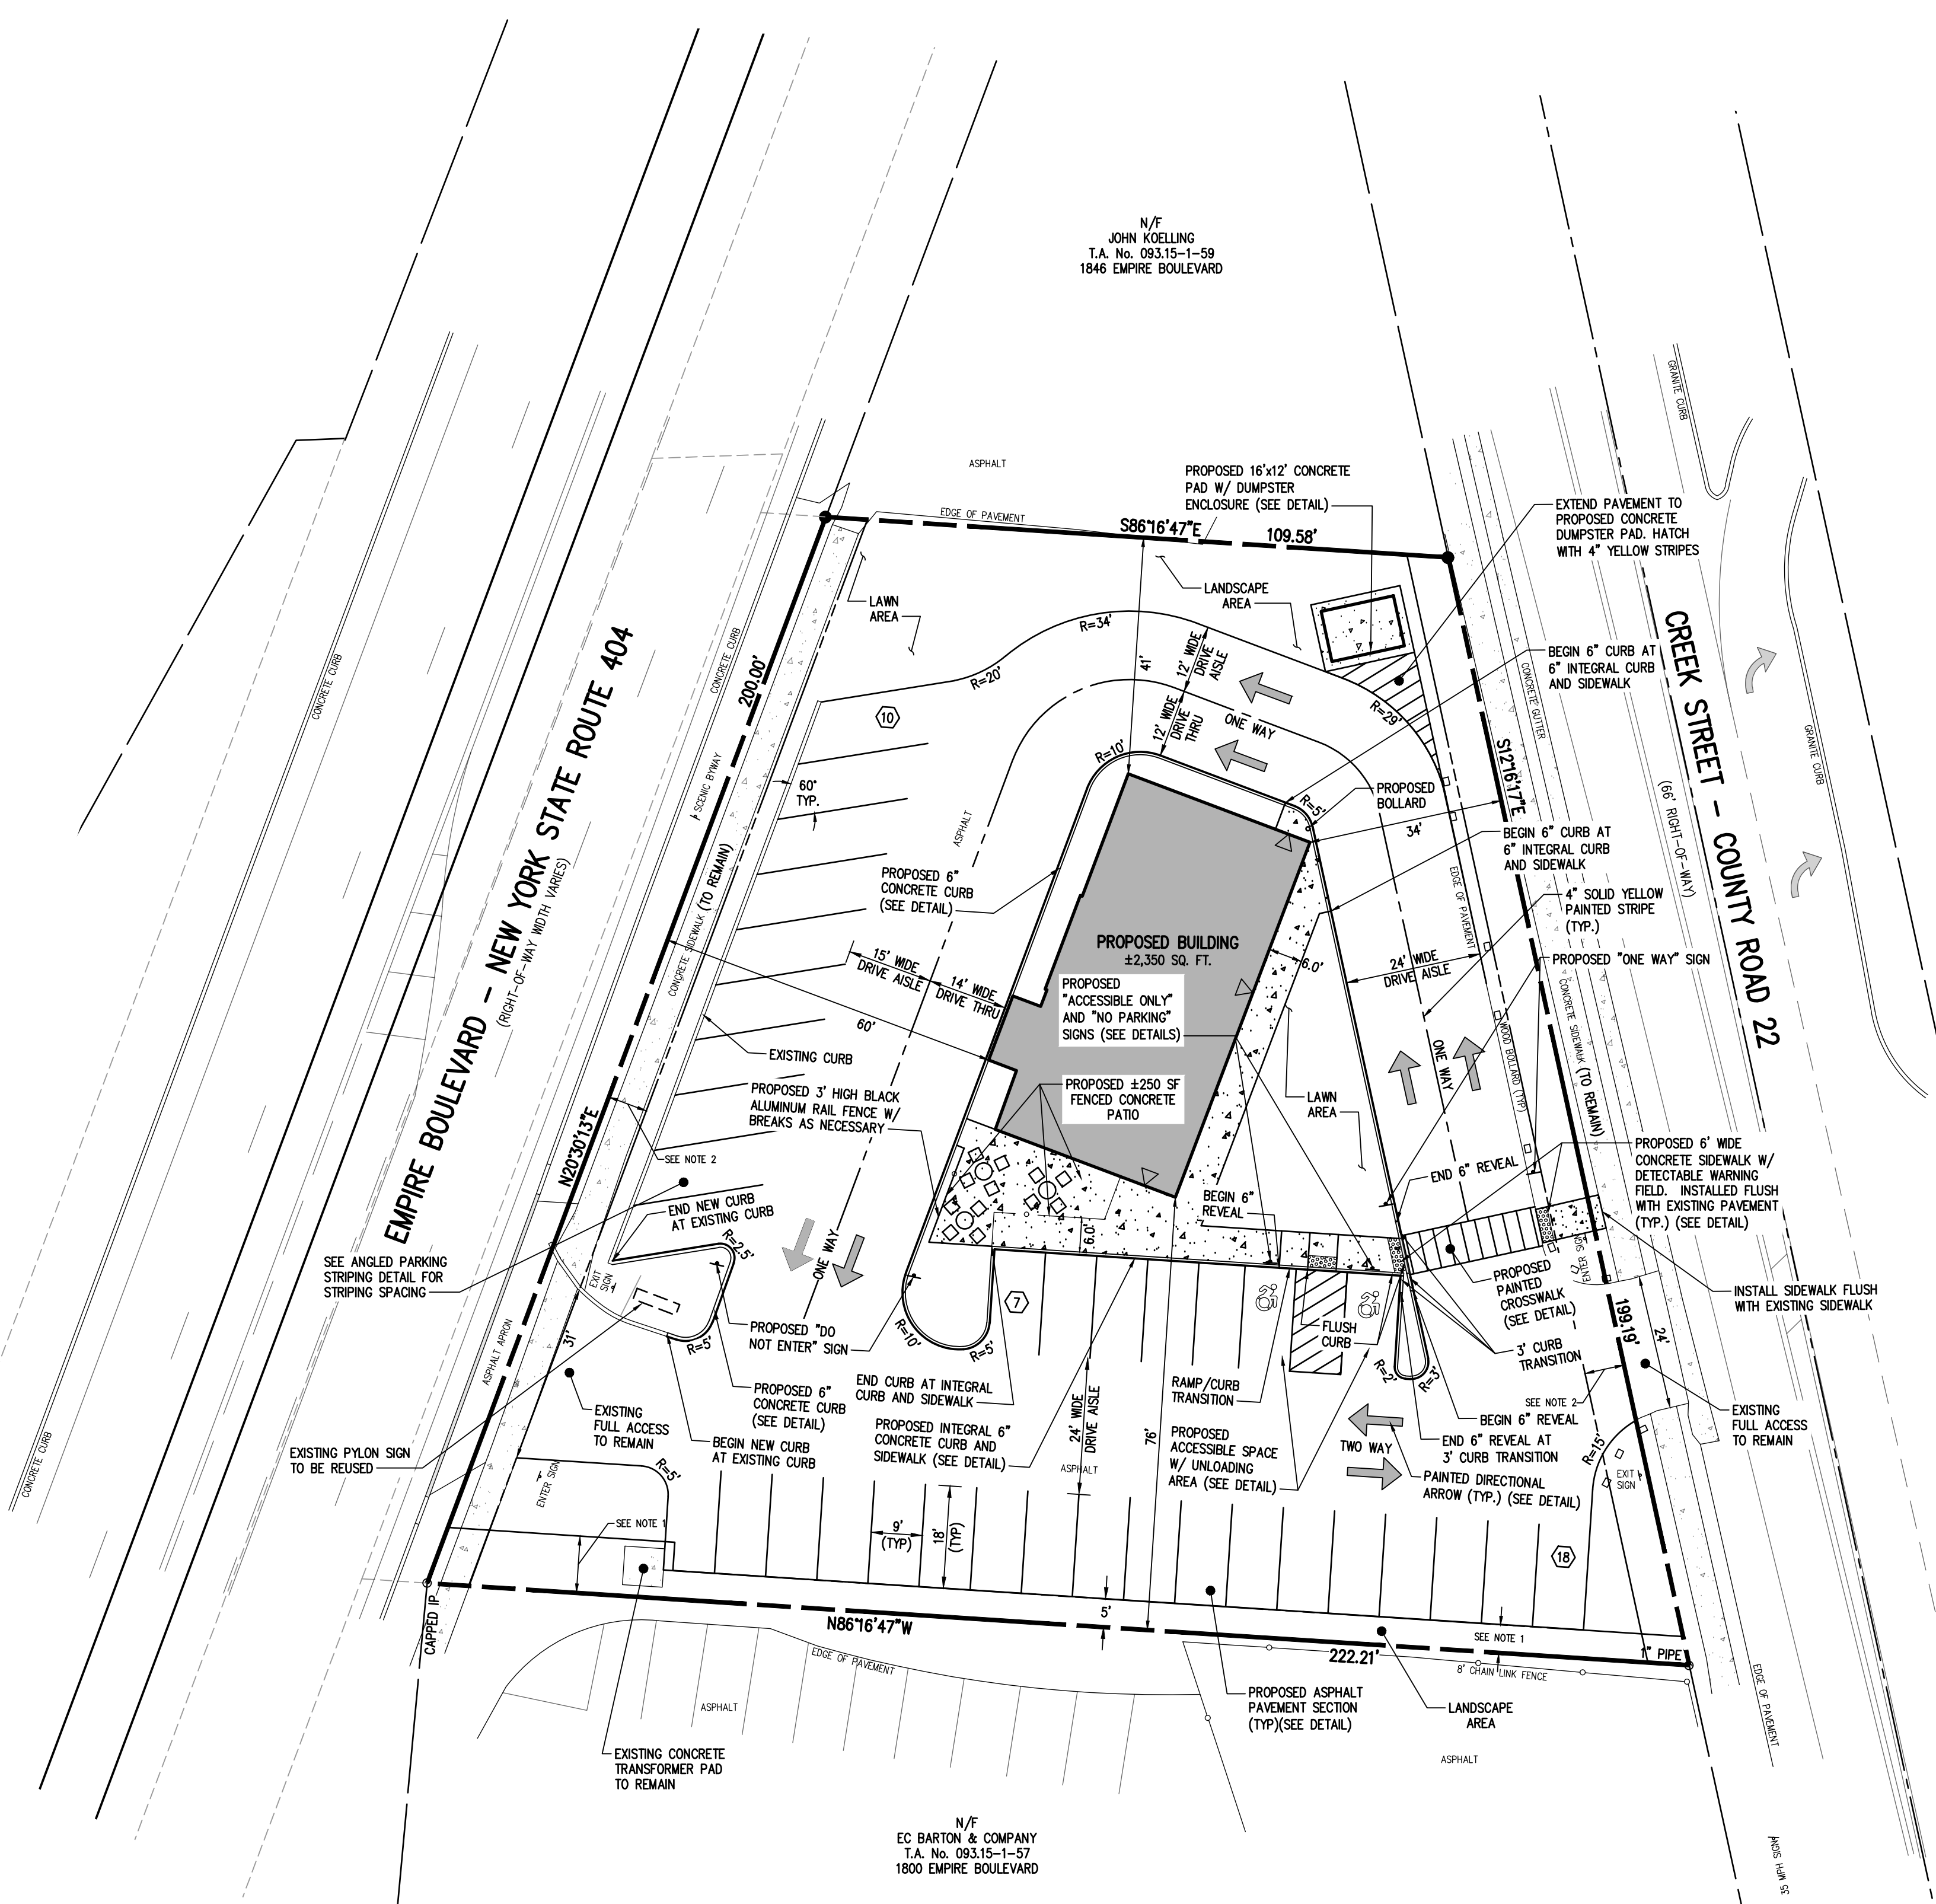 N/F
JOHN KOELLING
T.A. No. 093.15-1-59
1846 EMPIRE BOULEVARD
ASPHALT
PROPOSED 16'x12' CONCRETE
PAD W/ DUMPSTER
ENCLOSURE (SEE DETAIL)
EXTEND PAVEMENT TO
PROPOSED CONCRETE
DUMPSTER PAD. HATCH
WITH 4" YELLOW STRIPES
GRANITE CURB
EDGE OF PAVEMENT
S86°16'47"E
109.58'
CONCRETE CURB
CONCRETE CURB
LAWN
AREA
LANDSCAPE
AREA
R=34'
R=20'
41'
12' WIDE
DRIVE
AISLE
12' WIDE
DRIVE
THRU
ONE WAY
R=29'
R=10'
R=5'
BEGIN 6" CURB AT
6" INTEGRAL CURB
AND SIDEWALK
CONCRETE GUTTER
CREEK STREET - COUNTY ROAD 22
(66' RIGHT-OF-WAY)
GRANITE CURB
S12°16'17"E
EMPIRE BOULEVARD - NEW YORK STATE ROUTE 404
(RIGHT-OF-WAY WIDTH VARIES)
200.00'
SCENIC BYWAY
10
60°
TYP.
ASPHALT
PROPOSED
BOLLARD
34'
BEGIN 6" CURB AT
6" INTEGRAL CURB
AND SIDEWALK
PROPOSED 6"
CONCRETE CURB
(SEE DETAIL)
CONCRETE SIDEWALK (TO REMAIN)
EDGE OF PAVEMENT
4" SOLID YELLOW
PAINTED STRIPE
(TYP.)
PROPOSED BUILDING
±2,350 SQ. FT.
15' WIDE
DRIVE AISLE
14' WIDE
DRIVE THRU
6.0'
24' WIDE
DRIVE AISLE
PROPOSED "ONE WAY" SIGN
PROPOSED
"ACCESSIBLE ONLY"
AND "NO PARKING"
SIGNS (SEE DETAILS)
60'
EXISTING CURB
PROPOSED 3' HIGH BLACK
ALUMINUM RAIL FENCE W/
BREAKS AS NECESSARY
PROPOSED ±250 SF
FENCED CONCRETE
PATIO
LAWN
AREA
ONE WAY
WOOD BOLLARD (TYP)
CONCRETE SIDEWALK (TO REMAIN)
N20°30'13"E
SEE NOTE 2
PROPOSED 6' WIDE
CONCRETE SIDEWALK W/
DETECTABLE WARNING
FIELD. INSTALLED FLUSH
WITH EXISTING PAVEMENT
(TYP.) (SEE DETAIL)
END 6" REVEAL
BEGIN 6"
REVEAL
END NEW CURB
AT EXISTING CURB
R=2.5'
6.0'
ONE WAY
SEE ANGLED PARKING
STRIPING DETAIL FOR
STRIPING SPACING
EXIT
SIGN
ENTER SIGN
PROPOSED
PAINTED
CROSSWALK
(SEE DETAIL)
INSTALL SIDEWALK FLUSH
WITH EXISTING SIDEWALK
7
199.19'
24'
PROPOSED "DO
NOT ENTER" SIGN
R=10'
R=5'
R=5'
31'
ASPHALT APRON
FLUSH
CURB
R=2'
R=3'
3' CURB
TRANSITION
SEE NOTE 2
END CURB AT INTEGRAL
CURB AND SIDEWALK
RAMP/CURB
TRANSITION
PROPOSED 6"
CONCRETE CURB
(SEE DETAIL)
EXISTING
FULL ACCESS
TO REMAIN
BEGIN 6" REVEAL
END 6" REVEAL AT
3' CURB TRANSITION
EXISTING
FULL ACCESS
TO REMAIN
PROPOSED INTEGRAL 6"
CONCRETE CURB AND
SIDEWALK (SEE DETAIL)
24' WIDE
DRIVE AISLE
76'
PROPOSED
ACCESSIBLE SPACE
W/ UNLOADING
AREA (SEE DETAIL)
TWO WAY
BEGIN NEW CURB
AT EXISTING CURB
EXISTING PYLON SIGN
TO BE REUSED
R=15'
CONCRETE CURB
ENTER SIGN
R=5'
ASPHALT
PAINTED DIRECTIONAL
ARROW (TYP.) (SEE DETAIL)
EXIT
SIGN
SEE NOTE 1
9'
(TYP)
18'
(TYP)
18
5'
CAPPED IP
N86°16'47"W
SEE NOTE 1
222.21'
1" PIPE
8' CHAIN LINK FENCE
EDGE OF PAVEMENT
EDGE OF PAVEMENT
ASPHALT
PROPOSED ASPHALT
PAVEMENT SECTION
(TYP)(SEE DETAIL)
LANDSCAPE
AREA
EXISTING CONCRETE
TRANSFORMER PAD
TO REMAIN
ASPHALT
N/F
EC BARTON & COMPANY
T.A. No. 093.15-1-57
1800 EMPIRE BOULEVARD
35 MPH SIGN